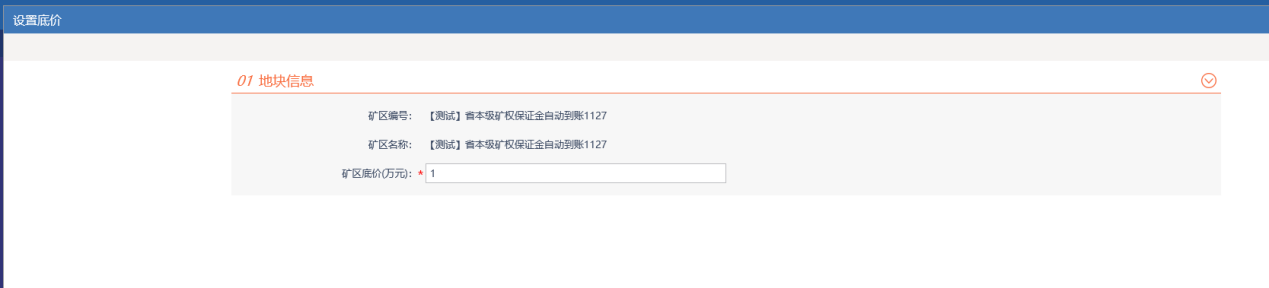 设置底价
01 地块信息
矿区编号： 【测试】省本级矿权保证金自动到账1127
矿区名称： 【测试】省本级矿权保证金自动到账1127
矿区底价(万元)： * 1